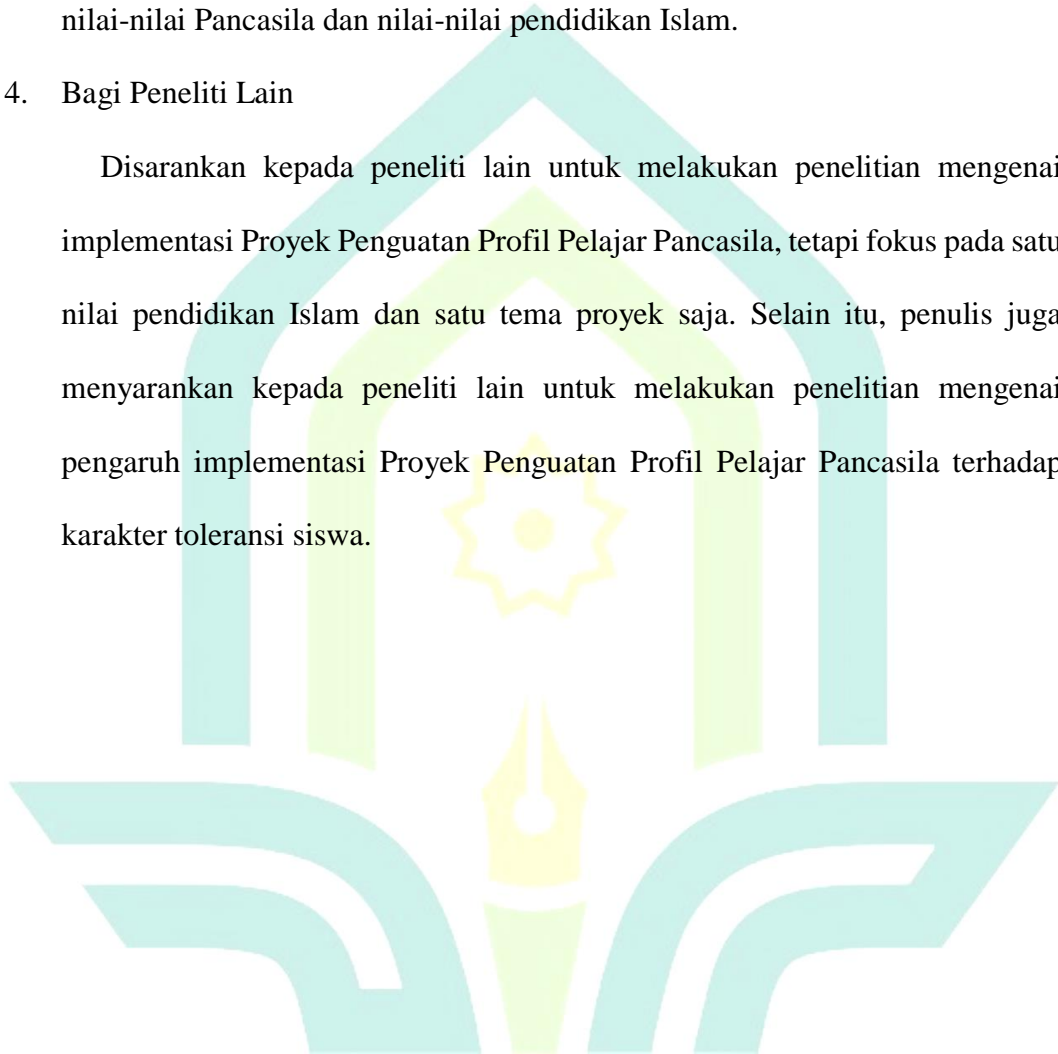 nilai-nilai Pancasila dan nilai-nilai pendidikan Islam.
4. Bagi Peneliti Lain
Disarankan kepada peneliti lain untuk melakukan penelitian mengenai
implementasi Proyek Penguatan Profil Pelajar Pancasila, tetapi fokus pada satu
nilai pendidikan Islam dan satu tema proyek saja. Selain itu, penulis juga
menyarankan kepada peneliti lain untuk melakukan penelitian mengenai
pengaruh implementasi Proyek Penguatan Profil Pelajar Pancasila terhadap
karakter toleransi siswa.